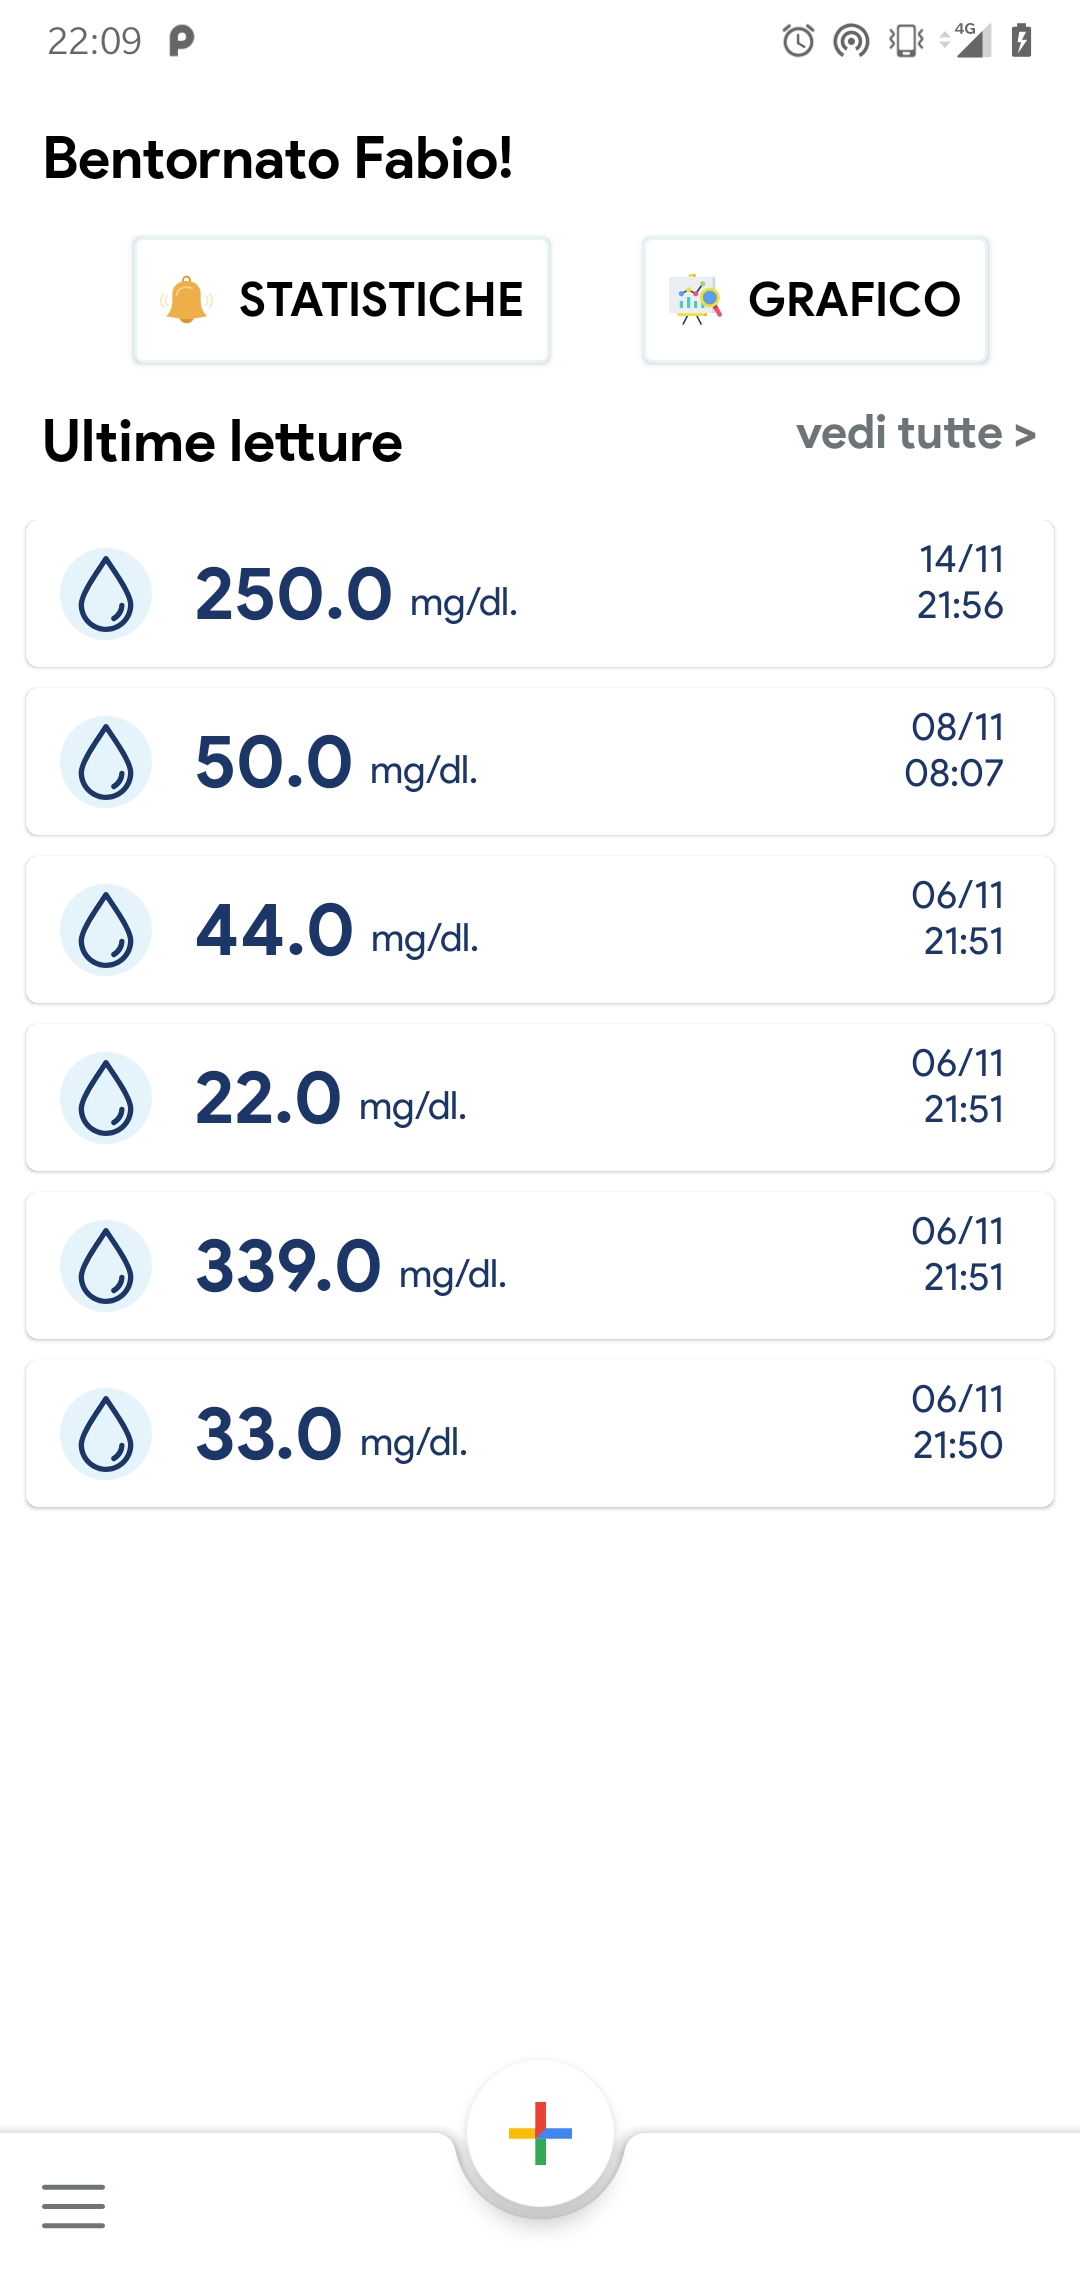 22:09
4G
Bentornato Fabio!
STATISTICHE
GRAFICO
Ultime letture
vedi tutte >
250.0 mg/dl.
14/11
21:56
50.0 mg/dl.
08/11
08:07
44.0 mg/dl.
06/11
21:51
22.0 mg/dl.
06/11
21:51
339.0 mg/dl.
06/11
21:51
33.0 mg/dl.
06/11
21:50